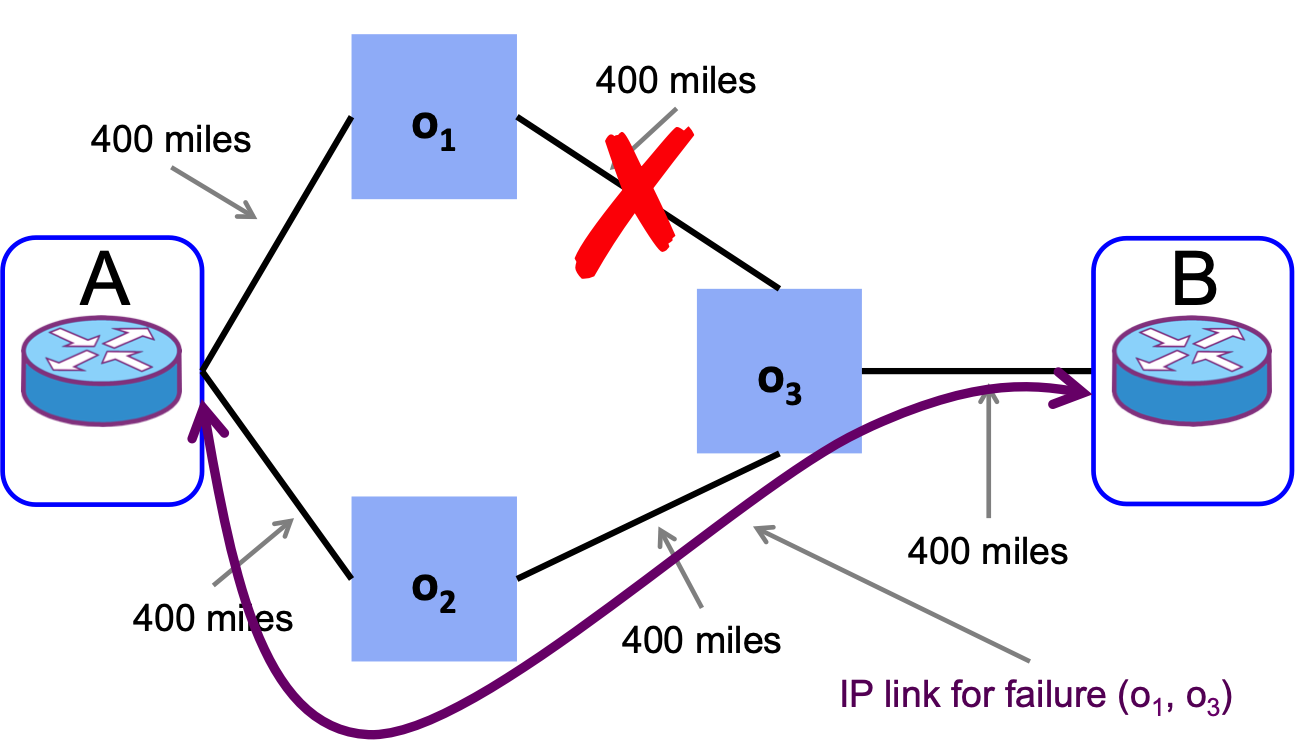 400 miles
o1
400 miles
A
B
o3
o2
400 miles
400 miles
400 miles
IP link for failure (o1, o3)